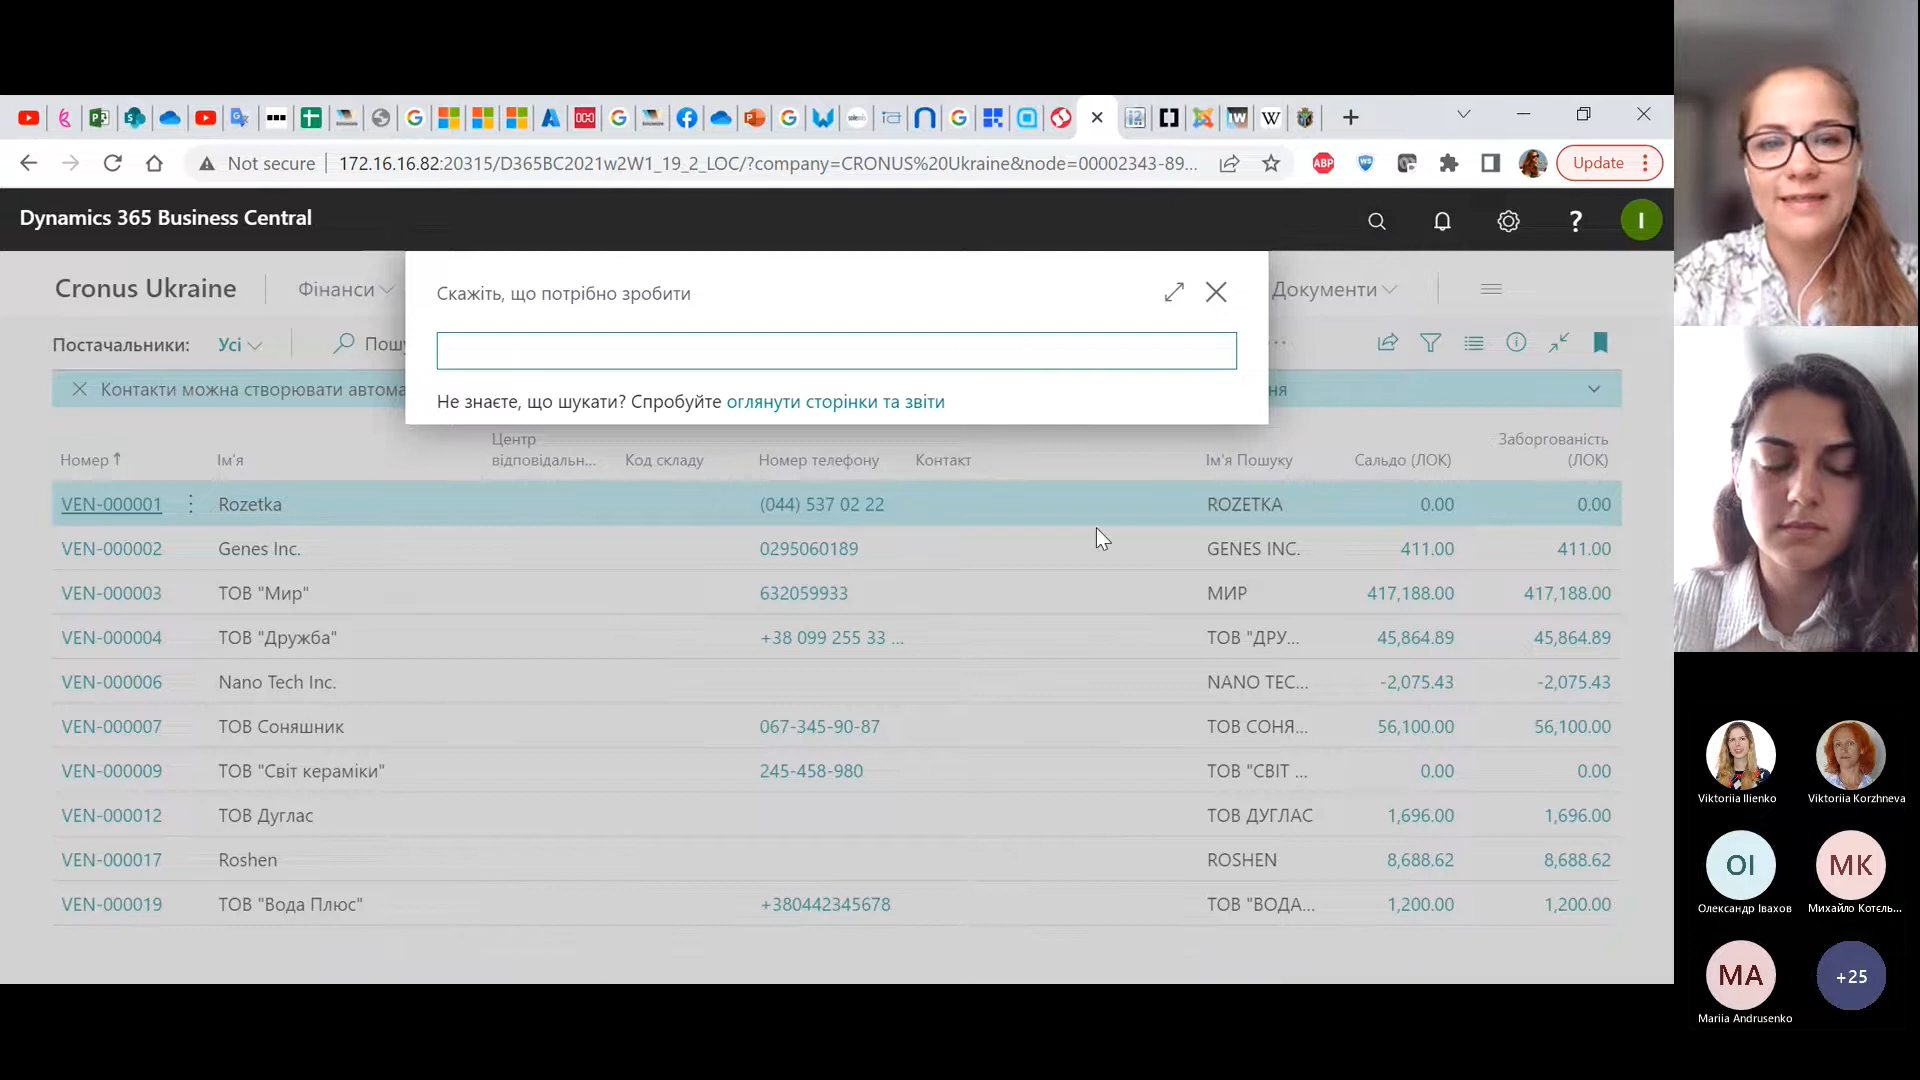 Not secure
172.16.16.82:20315/D365BC2021w2W1_19_2_LOC/?company=CRONUS%20Ukraine&node=00002343-89...
ABP
Update
Dynamics 365 Business Central
I
Cronus Ukraine
Фінанси
Документи
Скажіть, що потрібно зробити
Не знаєте, що шукати? Спробуйте оглянути сторінки та звіти
Постачальники: Усі
Пошу
Контакти можна створювати автома
ня
Номер ↑ Ім'я Центр відповідальн... Код складу Номер телефону Контакт Ім'я Пошуку Сальдо (ЛОК) Заборгованість (ЛОК)
VEN-000001 Rozetka (044) 537 02 22 ROZETKA 0.00 0.00
VEN-000002 Genes Inc. 0295060189 GENES INC. 411.00 411.00
VEN-000003 ТОВ "Мир" 632059933 МИР 417,188.00 417,188.00
VEN-000004 ТОВ "Дружба" +38 099 255 33 ... ТОВ "ДРУ... 45,864.89 45,864.89
VEN-000006 Nano Tech Inc. NANO TEC... -2,075.43 -2,075.43
VEN-000007 ТОВ Соняшник 067-345-90-87 ТОВ СОНЯ... 56,100.00 56,100.00
VEN-000009 ТОВ "Світ кераміки" 245-458-980 ТОВ "СВІТ ... 0.00 0.00
VEN-000012 ТОВ Дуглас ТОВ ДУГЛАС 1,696.00 1,696.00
VEN-000017 Roshen ROSHEN 8,688.62 8,688.62
VEN-000019 ТОВ "Вода Плюс" +380442345678 ТОВ "ВОДА... 1,200.00 1,200.00
Viktoriia Ilienko
Viktoriia Korzhneva
OI
MK
Олександр Івахов
Михайло Котель...
MA
+25
Mariia Andrusenko